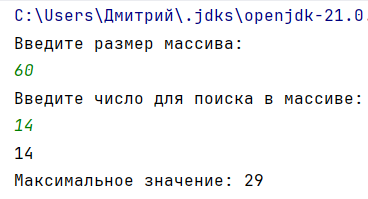 C:\Users\Дмитрий\.jdks\openjdk-21.0.
Введите размер массива:
60
Введите число для поиска в массиве:
14
14
Максимальное значение: 29